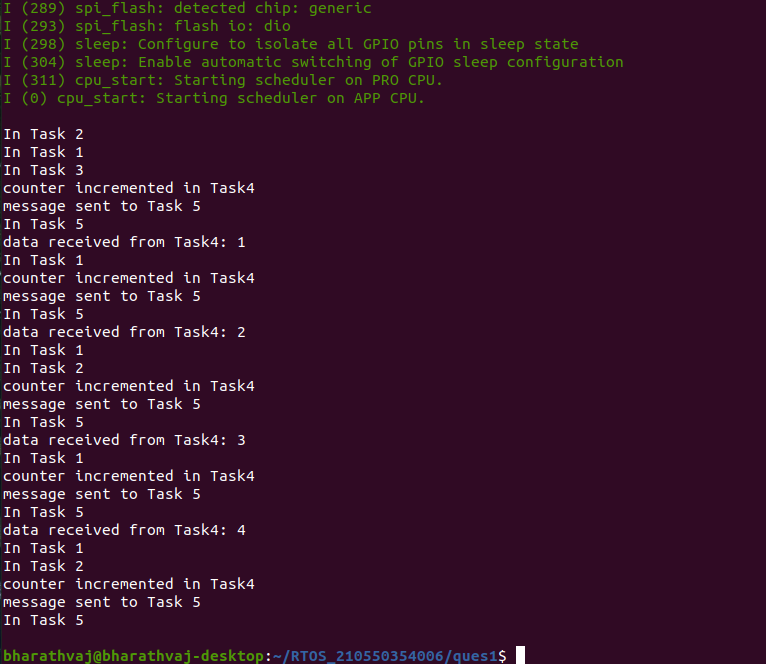 I (289) spi_flash: detected chip: generic
I (293) spi_flash: flash io: dio
I (298) sleep: Configure to isolate all GPIO pins in sleep state
I (304) sleep: Enable automatic switching of GPIO sleep configuration
I (311) cpu_start: Starting scheduler on PRO CPU.
I (0) cpu_start: Starting scheduler on APP CPU.
In Task 2
In Task 1
In Task 3
counter incremented in Task4
message sent to Task 5
In Task 5
data received from Task4: 1
In Task 1
counter incremented in Task4
message sent to Task 5
In Task 5
data received from Task4: 2
In Task 1
In Task 2
counter incremented in Task4
message sent to Task 5
In Task 5
data received from Task4: 3
In Task 1
counter incremented in Task4
message sent to Task 5
In Task 5
data received from Task4: 4
In Task 1
In Task 2
counter incremented in Task4
message sent to Task 5
In Task 5
bharathvaj@bharathvaj-desktop:~/RTOS_210550354006/ques1$